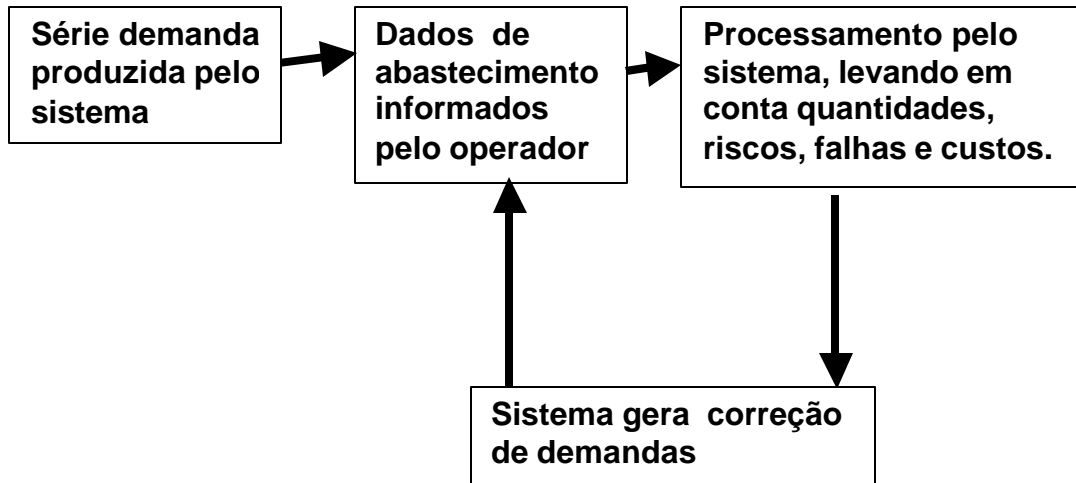 Série demanda
produzida pelo
sistema
Dados de
abastecimento
informados
pelo operador
Processamento pelo
sistema, levando em
conta quantidades,
riscos, falhas e custos.
Sistema gera correção
de demandas